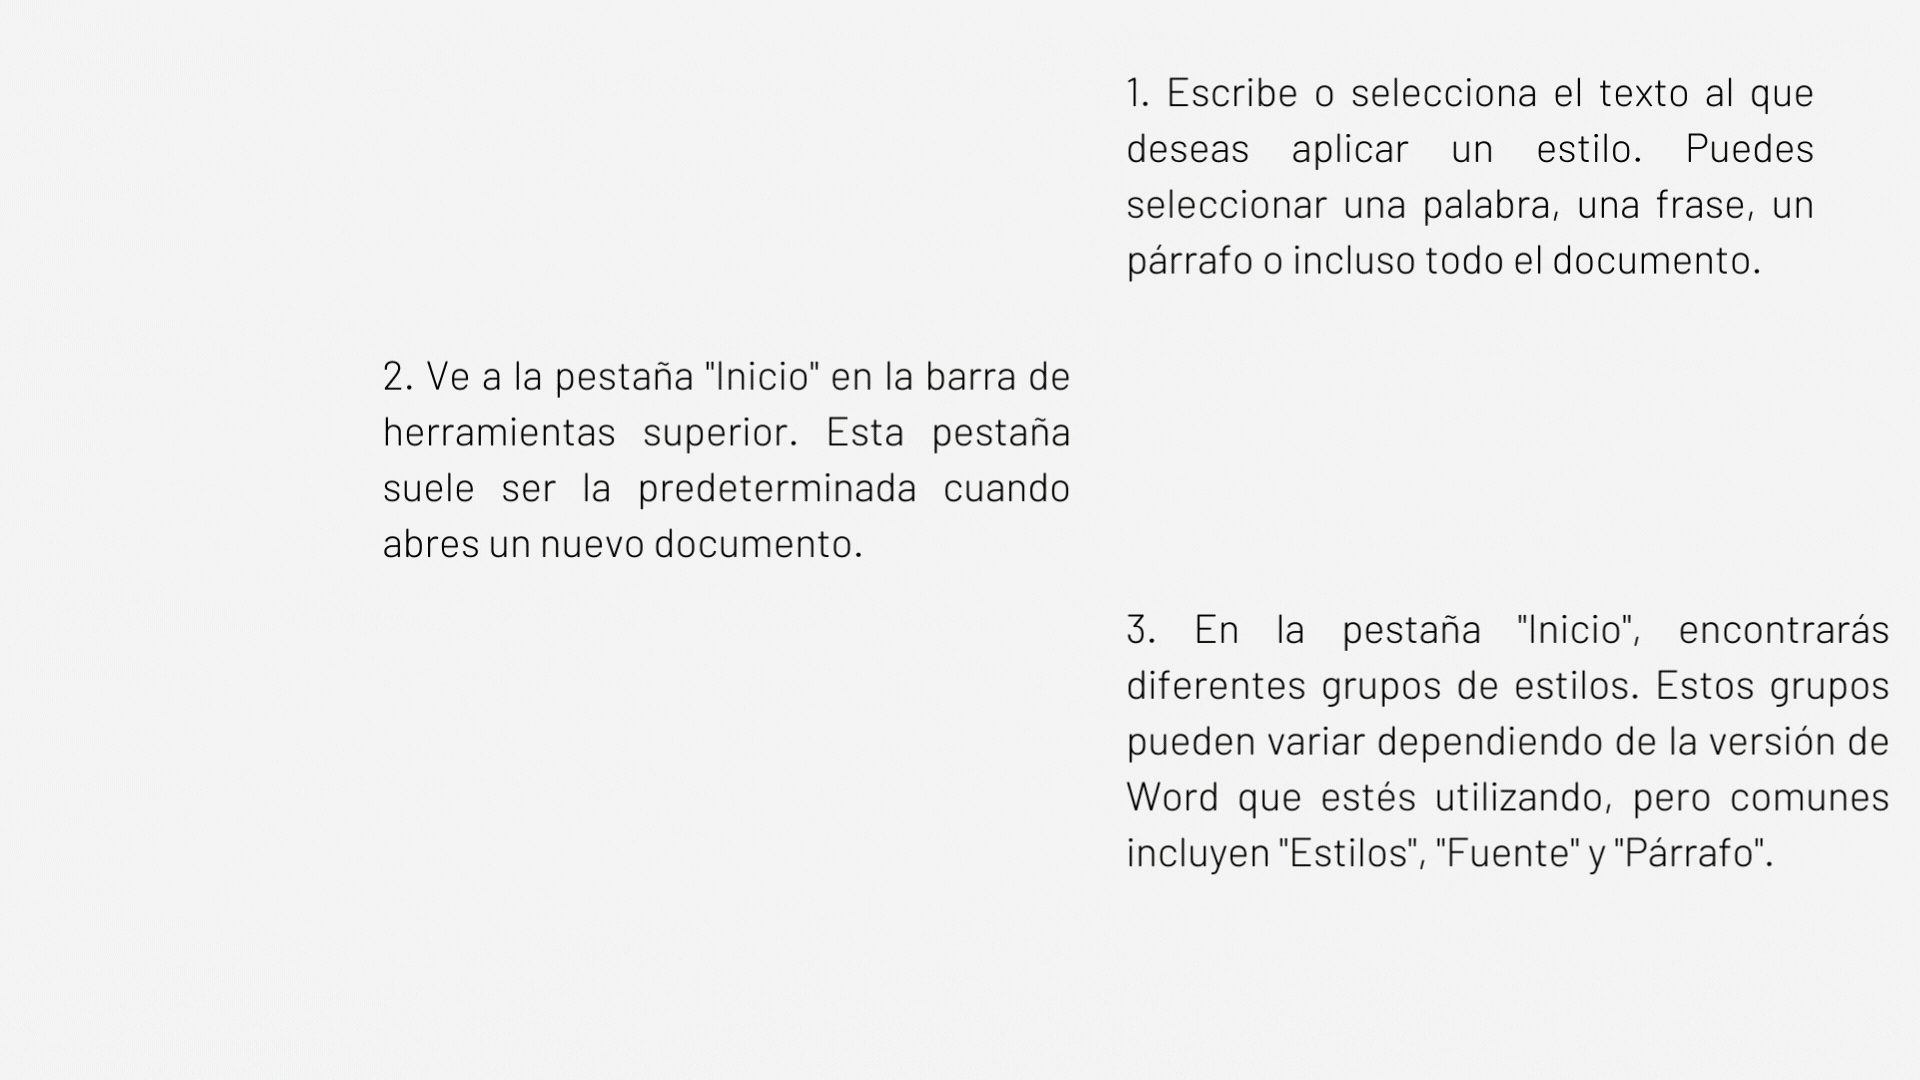 1. Escribe o selecciona el texto al que
deseas aplicar un estilo. Puedes
seleccionar una palabra, una frase, un
párrafo o incluso todo el documento.
2. Ve a la pestaña "Inicio" en la barra de
herramientas superior. Esta pestaña
suele ser la predeterminada cuando
abres un nuevo documento.
3. En la pestaña "Inicio", encontrarás
diferentes grupos de estilos. Estos grupos
pueden variar dependiendo de la versión de
Word que estés utilizando, pero comunes
incluyen "Estilos", "Fuente" y "Párrafo".